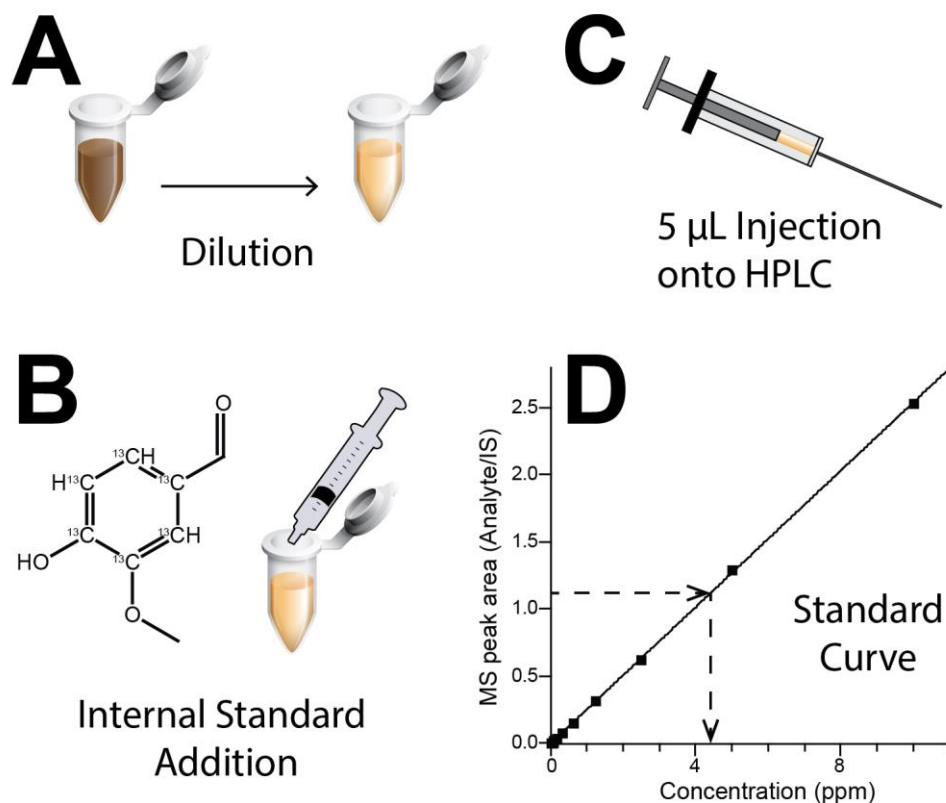 A
Dilution
B
O
¹³CH
H¹³C
¹³C
¹³C
¹³CH
HO
¹³C
O
Internal Standard
Addition
C
5 µL Injection
onto HPLC
D
MS peak area (Analyte/IS)
2.5
2.0
1.5
1.0
0.5
0.0
Standard
Curve
0
4
8
Concentration (ppm)